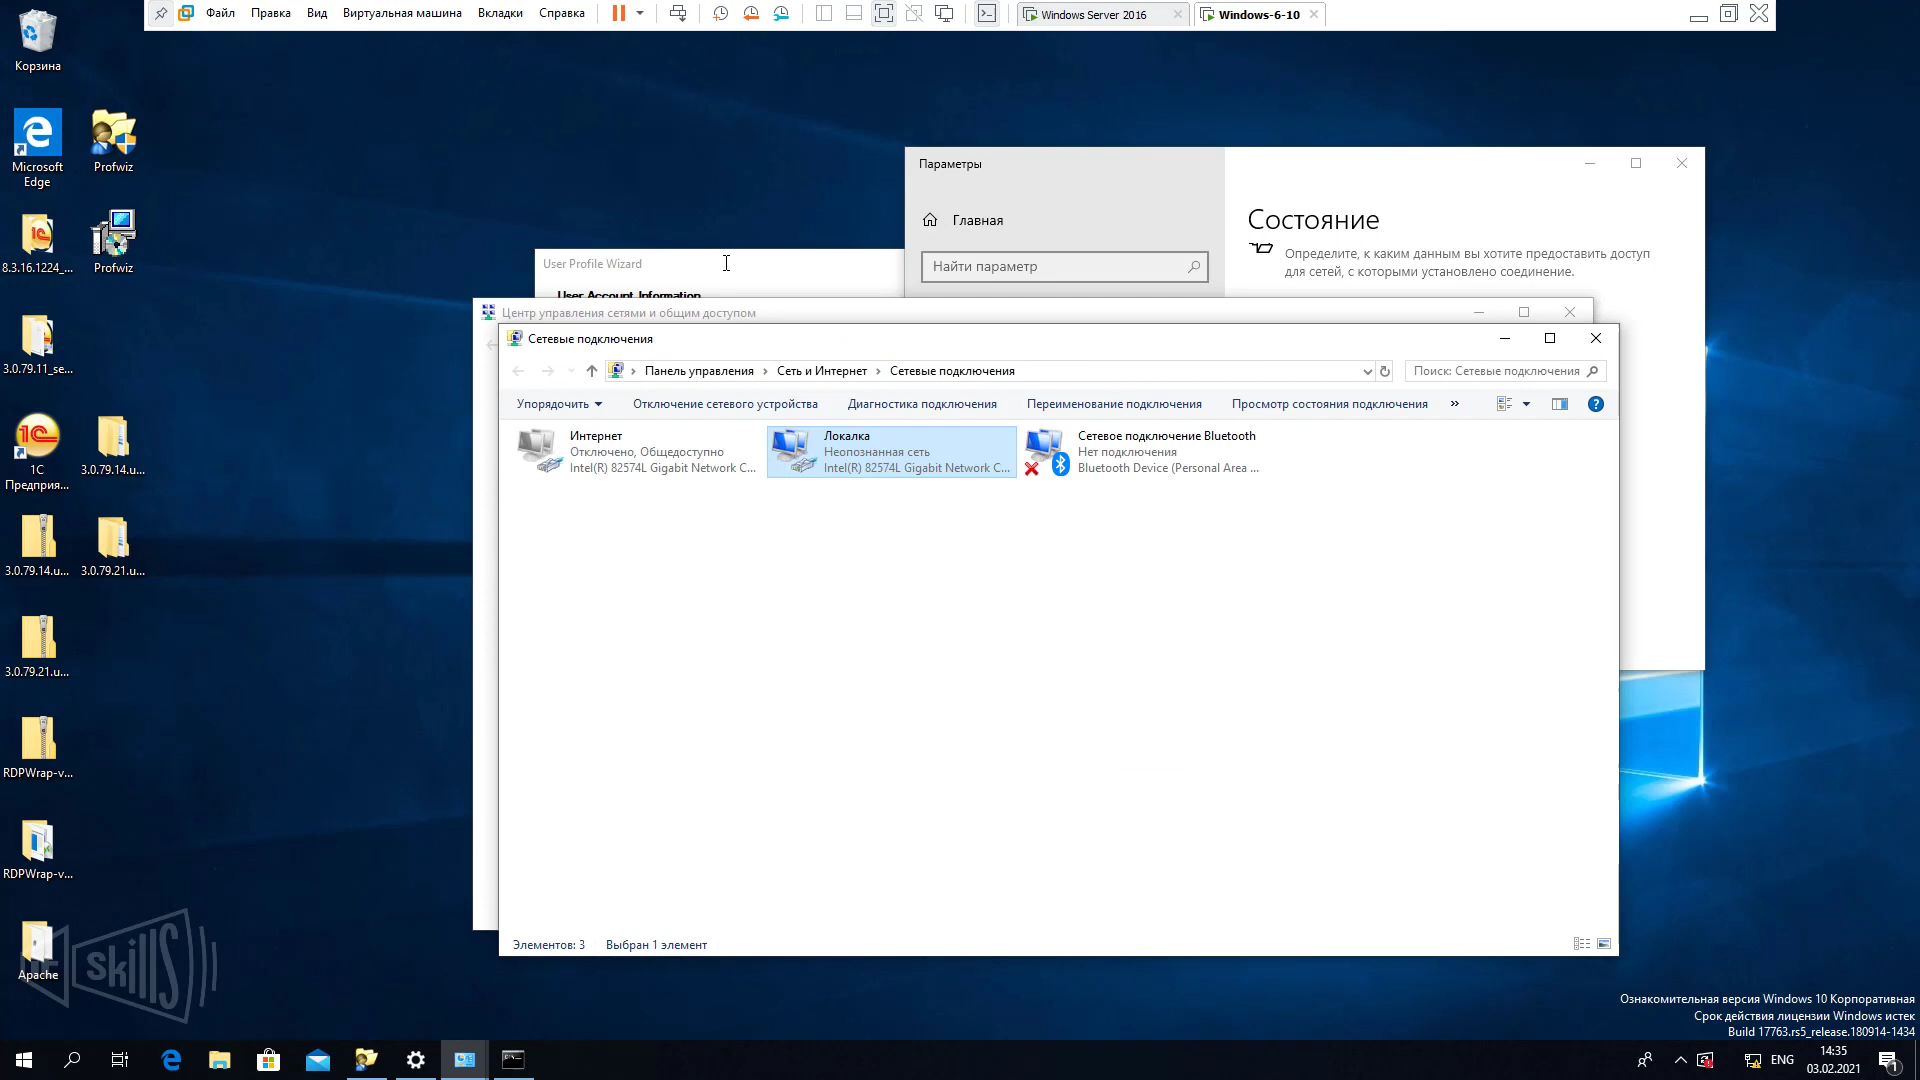 Файл Правка Вид Виртуальная машина Вкладки Справка
Windows Server 2016
Windows-6-10
Корзина
Microsoft Edge
Profwiz
8.3.16.1224_...
Profwiz
3.0.79.11_se...
1C Предприя...
3.0.79.14.u...
3.0.79.14.u...
3.0.79.21.u...
3.0.79.21.u...
RDPWrap-v...
RDPWrap-v...
Apache
skills
Параметры
Главная
Найти параметр
Состояние
Определите, к каким данным вы хотите предоставить доступ
для сетей, с которыми установлено соединение.
User Profile Wizard
User Account Information
Центр управления сетями и общим доступом
Сетевые подключения
Панель управления Сеть и Интернет Сетевые подключения
Поиск: Сетевые подключения
Упорядочить Отключение сетевого устройства Диагностика подключения Переименование подключения Просмотр состояния подключения »
Интернет
Отключено, Общедоступно
Intel(R) 82574L Gigabit Network C...
Локалка
Неопознанная сеть
Intel(R) 82574L Gigabit Network C...
Сетевое подключение Bluetooth
Нет подключения
Bluetooth Device (Personal Area ...
Элементов: 3 Выбран 1 элемент
Ознакомительная версия Windows 10 Корпоративная
Срок действия лицензии Windows истек
Build 17763.rs5_release.180914-1434
ENG
14:35
03.02.2021
1